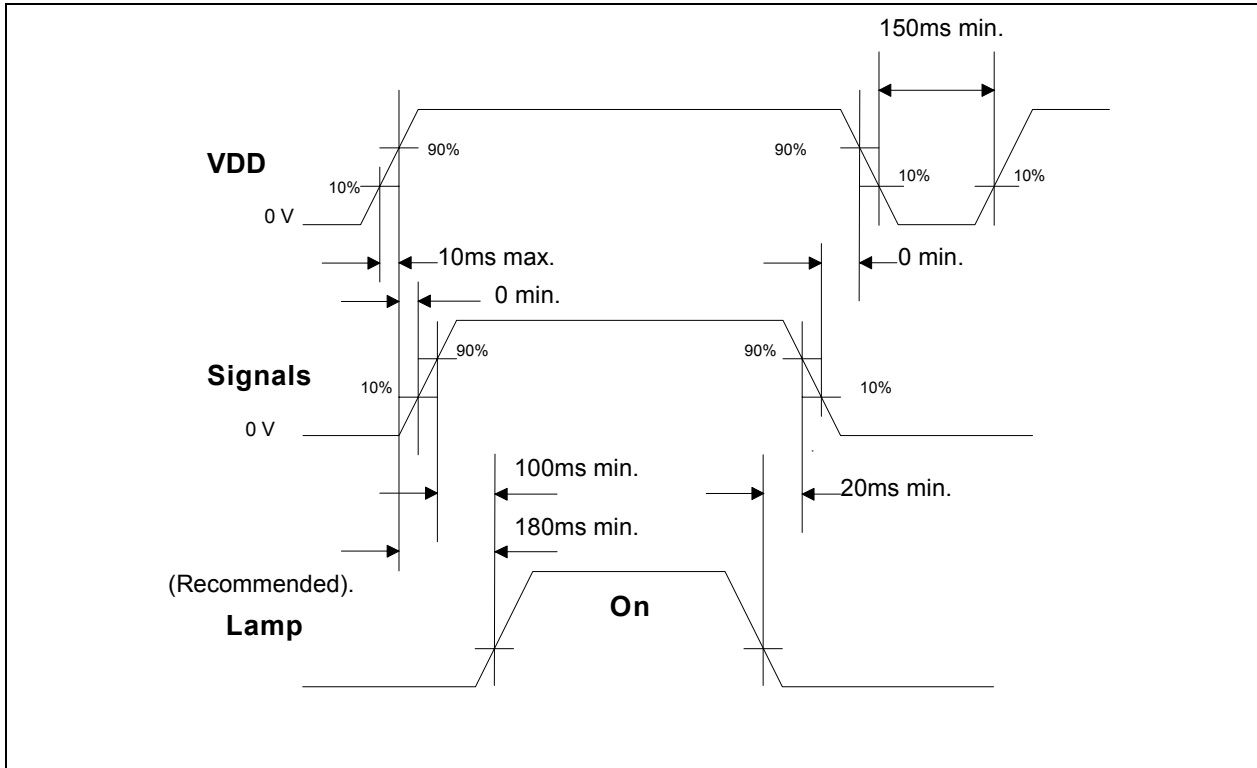 150ms min.
VDD
90%
90%
10%
10%
10%
0 V
10ms max.
0 min.
0 min.
Signals
90%
90%
10%
10%
0 V
100ms min.
20ms min.
180ms min.
(Recommended).
Lamp
On